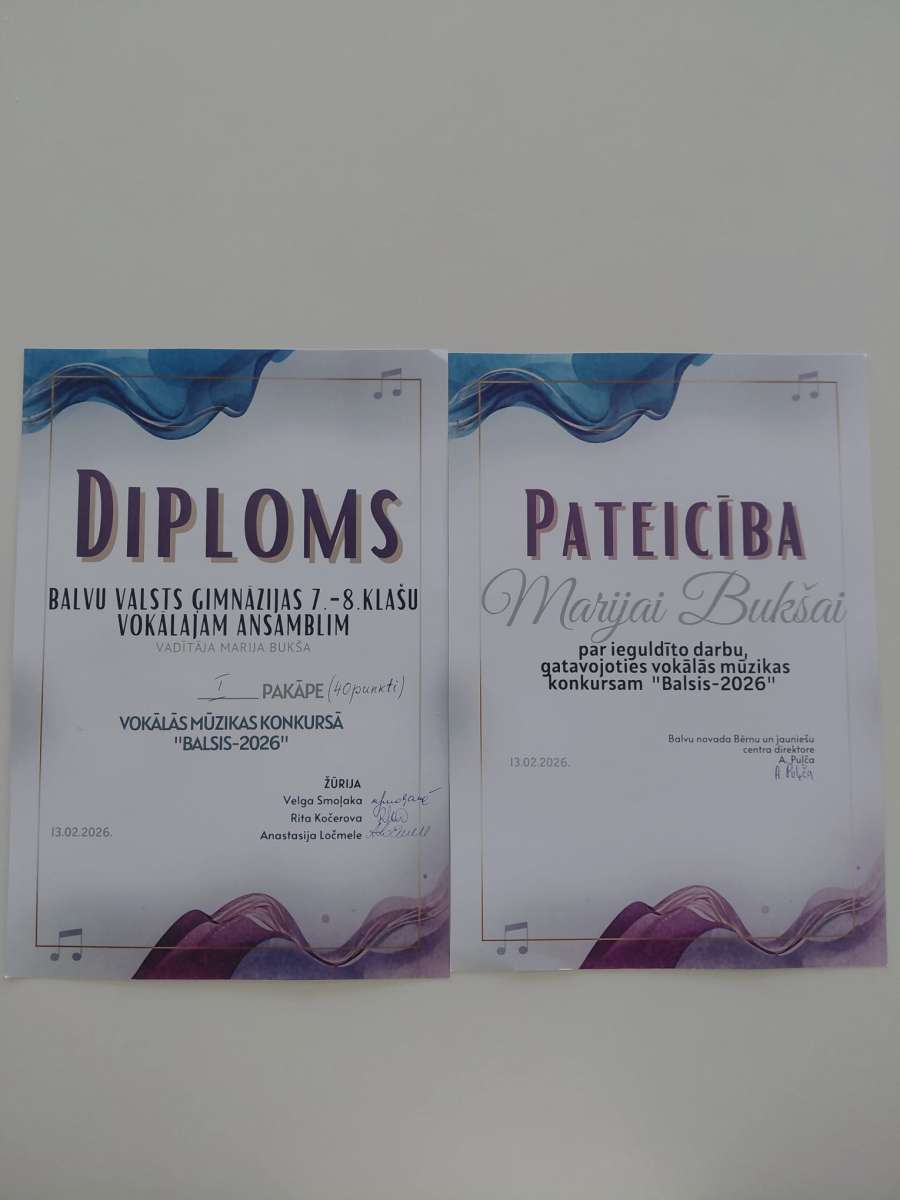 DIPLOMS
BALVU VALSTS ĢIMNĀZIJAS 7.-8.KLAŠU
VOKĀLAJAM ANSAMBLIM
VADĪTĀJA MARIJA BUKŠA
I PAKĀPE (40punkti)
VOKĀLĀS MŪZIKAS KONKURSĀ
"BALSIS-2026"
ŽŪRIJA
Velga Smoļaka
Rita Kočerova
Anastasija Ločmele
13.02.2026.
PATEICĪBA
Marijai Bukšai
par ieguldīto darbu,
gatavojoties vokālās mūzikas
konkursam "Balsis-2026"
Balvu novada Bērnu un jauniešu
centra direktore
A. Puļča
A. Puļča
13.02.2026.